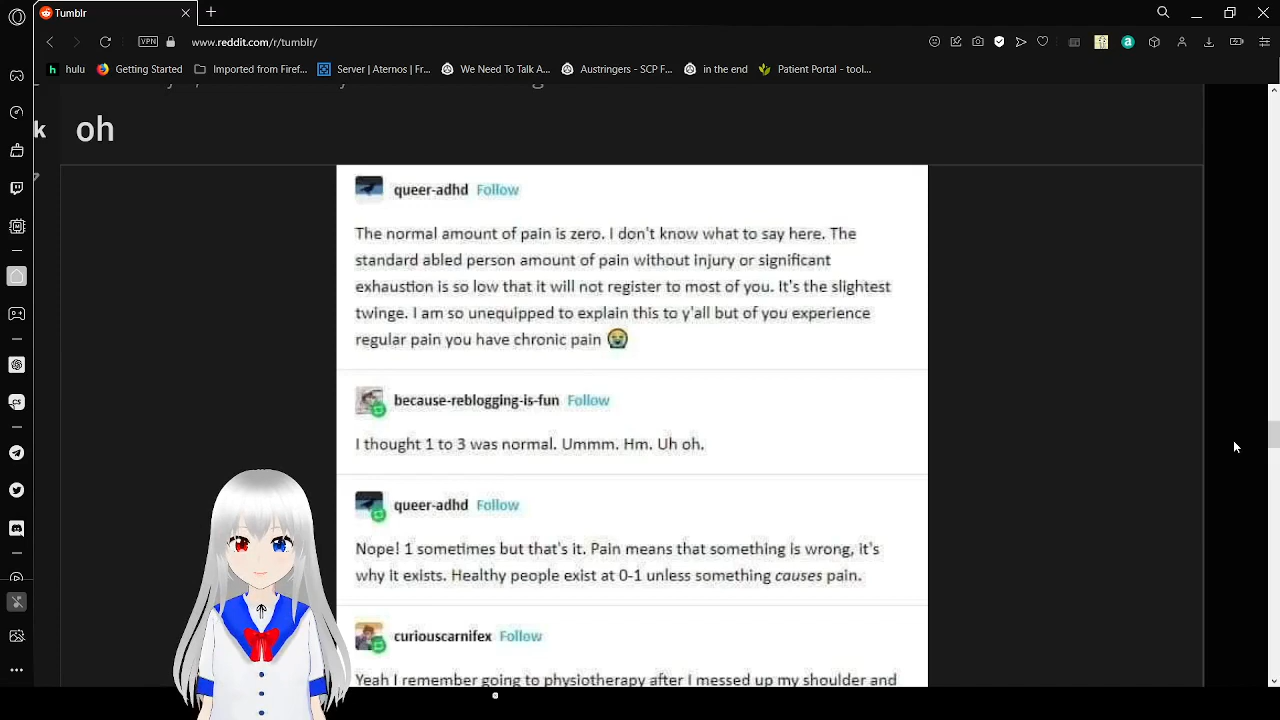 Tumblr
VPN
www.reddit.com/r/tumblr/
hulu
Getting Started
Imported from Firef...
Server | Aternos | Fr...
We Need To Talk A...
Austringers - SCP F...
in the end
Patient Portal - tool...
k
oh
queer-adhd Follow
The normal amount of pain is zero. I don't know what to say here. The
standard abled person amount of pain without injury or significant
exhaustion is so low that it will not register to most of you. It's the slightest
twinge. I am so unequipped to explain this to y'all but of you experience
regular pain you have chronic pain 😭
because-reblogging-is-fun Follow
I thought 1 to 3 was normal. Ummm. Hm. Uh oh.
queer-adhd Follow
Nope! 1 sometimes but that's it. Pain means that something is wrong, it's
why it exists. Healthy people exist at 0-1 unless something causes pain.
curiouscarnifex Follow
Yeah I remember going to physiotherapy after I messed up my shoulder and